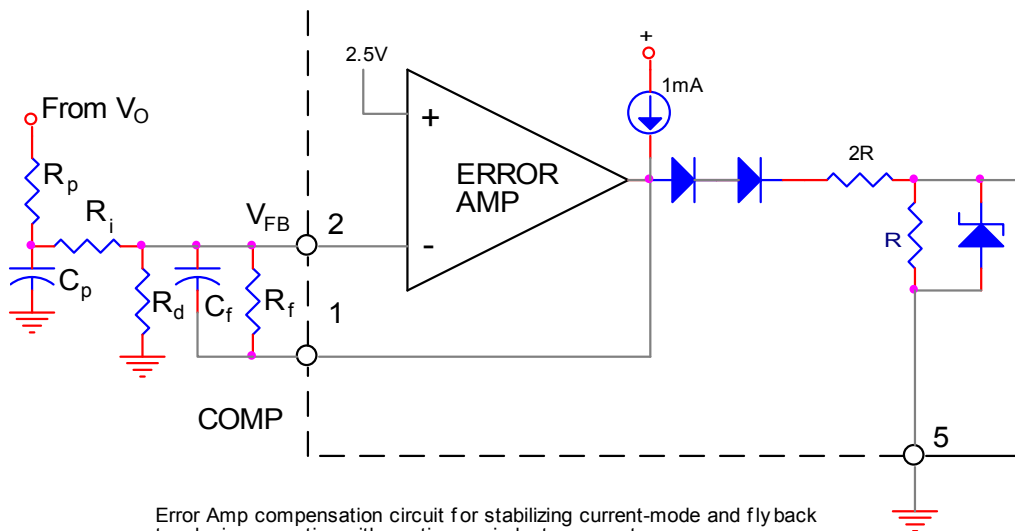 2.5V
+
1mA
From VO
+
ERROR
AMP
2R
Rp
Ri
VFB
2
-
R
Cp
Rd
Cf
Rf
1
COMP
5
Error Amp compensation circuit for stabilizing current-mode and flyback